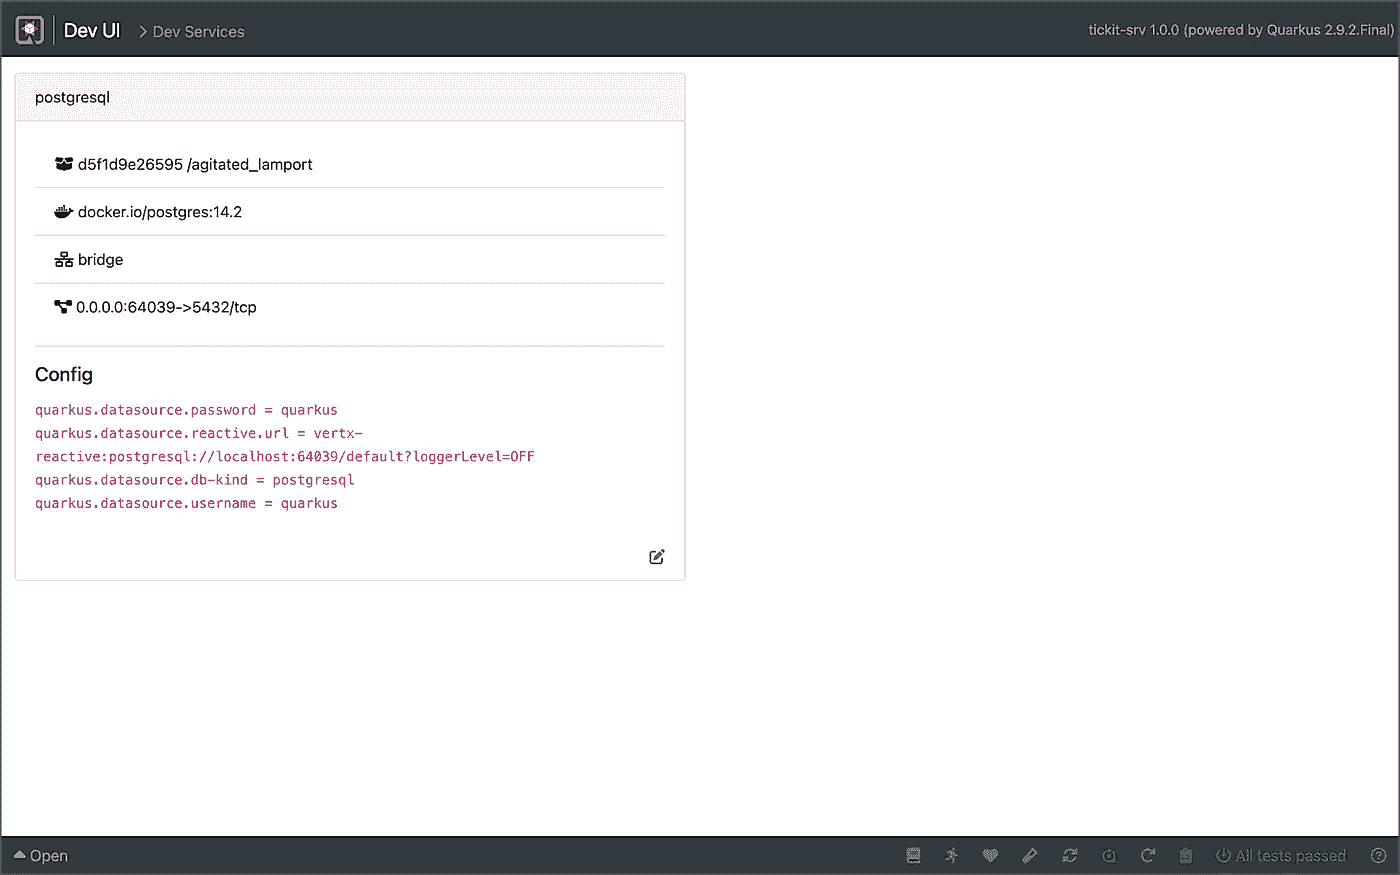 Dev UI > Dev Services
tickit-srv 1.0.0 (powered by Quarkus 2.9.2.Final)
postgresql
d5f1d9e26595 /agitated_lamport
docker.io/postgres:14.2
bridge
0.0.0.0:64039->5432/tcp
Config
quarkus.datasource.password = quarkus
quarkus.datasource.reactive.url = vertx-
reactive:postgresql://localhost:64039/default?loggerLevel=OFF
quarkus.datasource.db-kind = postgresql
quarkus.datasource.username = quarkus
Open
All tests passed